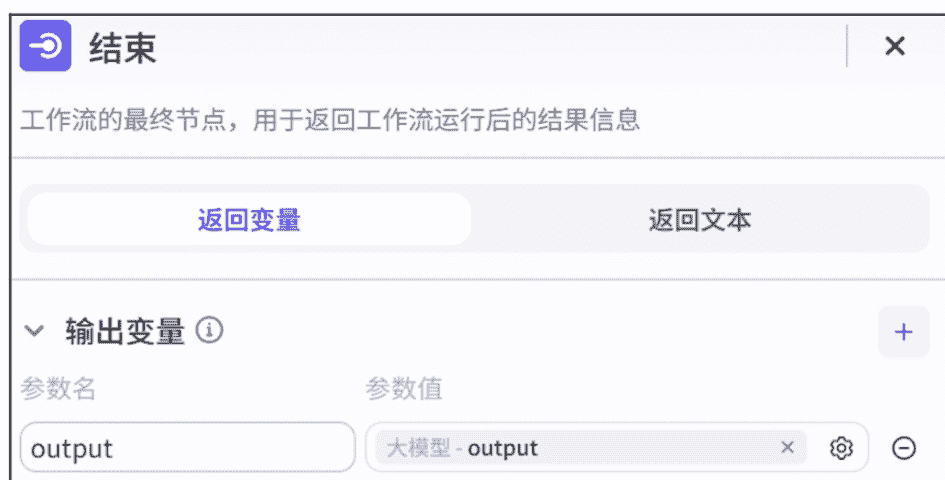 结束
工作流的最终节点，用于返回工作流运行后的结果信息
返回变量 返回文本
输出变量
参数名 参数值
output 大模型 - output